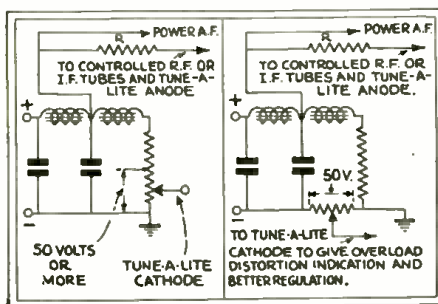 R
POWER A.F.
TO CONTROLLED R.F. OR
I.F. TUBES AND TUNE-A-
LITE ANODE
+
−
50 VOLTS
OR
MORE
TUNE-A-LITE
CATHODE
R
POWER A.F.
TO CONTROLLED R.F. OR
I.F. TUBES AND TUNE-A-
LITE ANODE.
+
50V.
−
TO TUNE-A-LITE
CATHODE TO GIVE OVERLOAD
DISTORTION INDICATION AND
BETTER REGULATION.